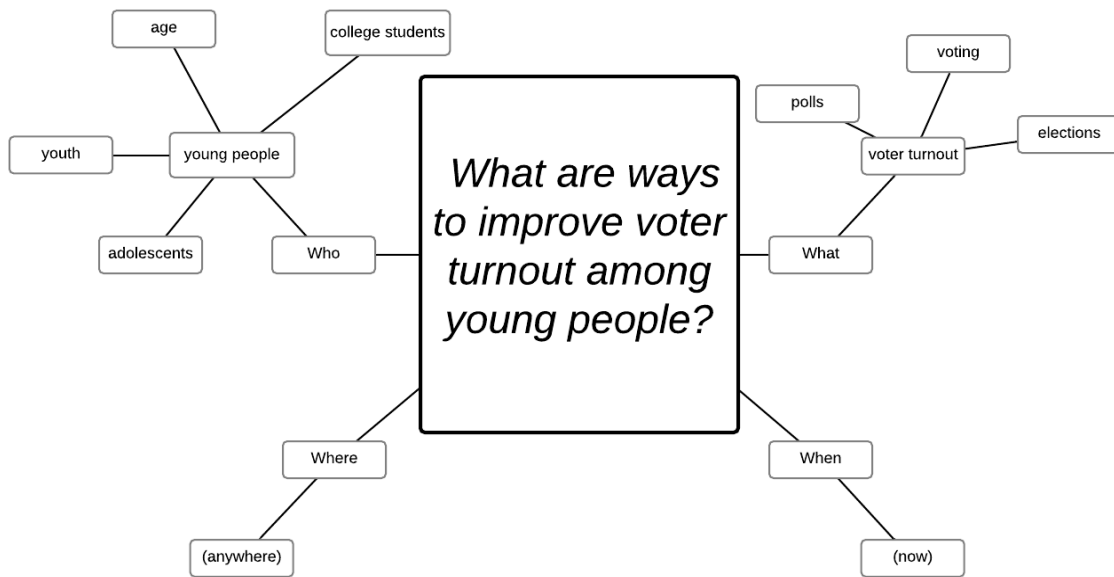 age
college students
youth
young people
adolescents
Who
What are ways
to improve voter
turnout among
young people?
voting
polls
elections
voter turnout
What
Where
(anywhere)
When
(now)